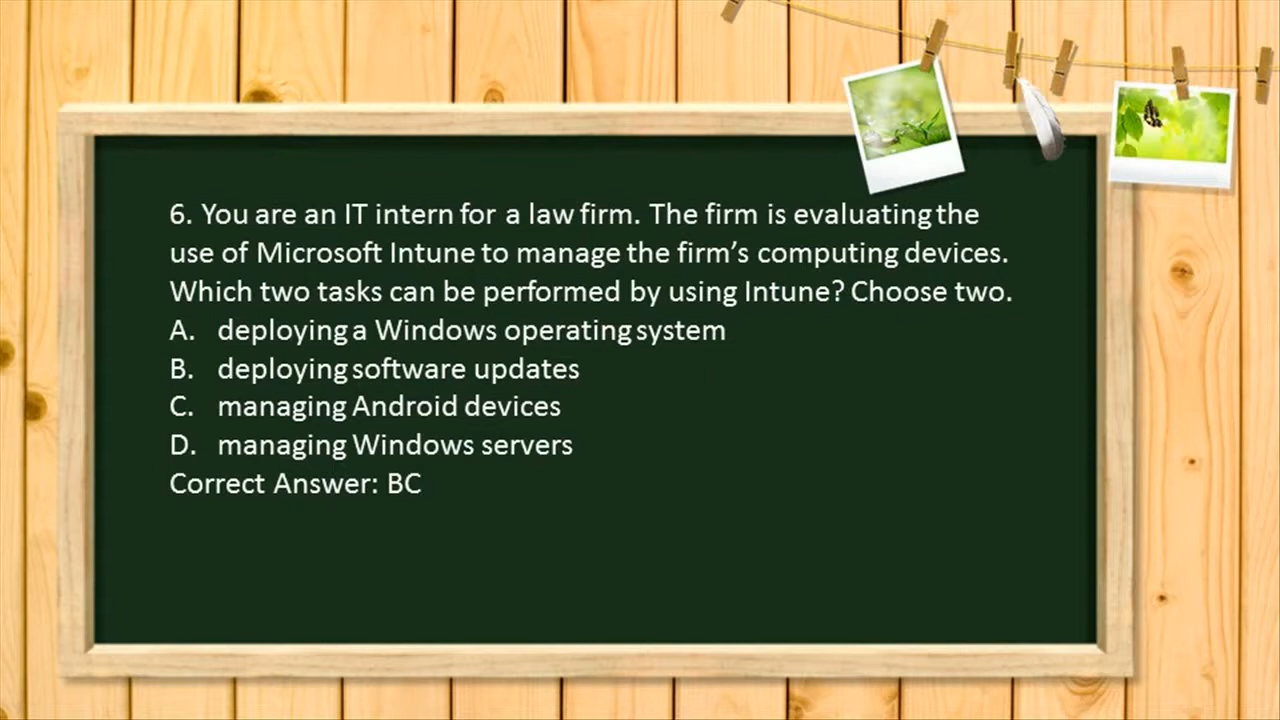 6. You are an IT intern for a law firm. The firm is evaluating the
use of Microsoft Intune to manage the firm’s computing devices.
Which two tasks can be performed by using Intune? Choose two.
A. deploying a Windows operating system
B. deploying software updates
C. managing Android devices
D. managing Windows servers
Correct Answer: BC